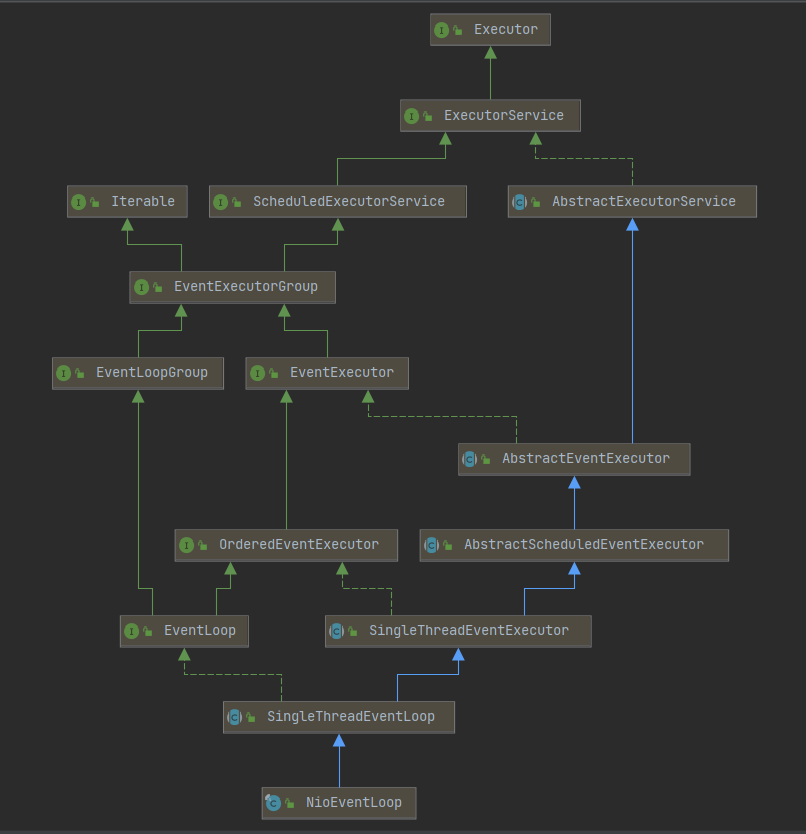 Executor
ExecutorService
Iterable
ScheduledExecutorService
AbstractExecutorService
EventExecutorGroup
EventLoopGroup
EventExecutor
AbstractEventExecutor
OrderedEventExecutor
AbstractScheduledEventExecutor
EventLoop
SingleThreadEventExecutor
SingleThreadEventLoop
NioEventLoop